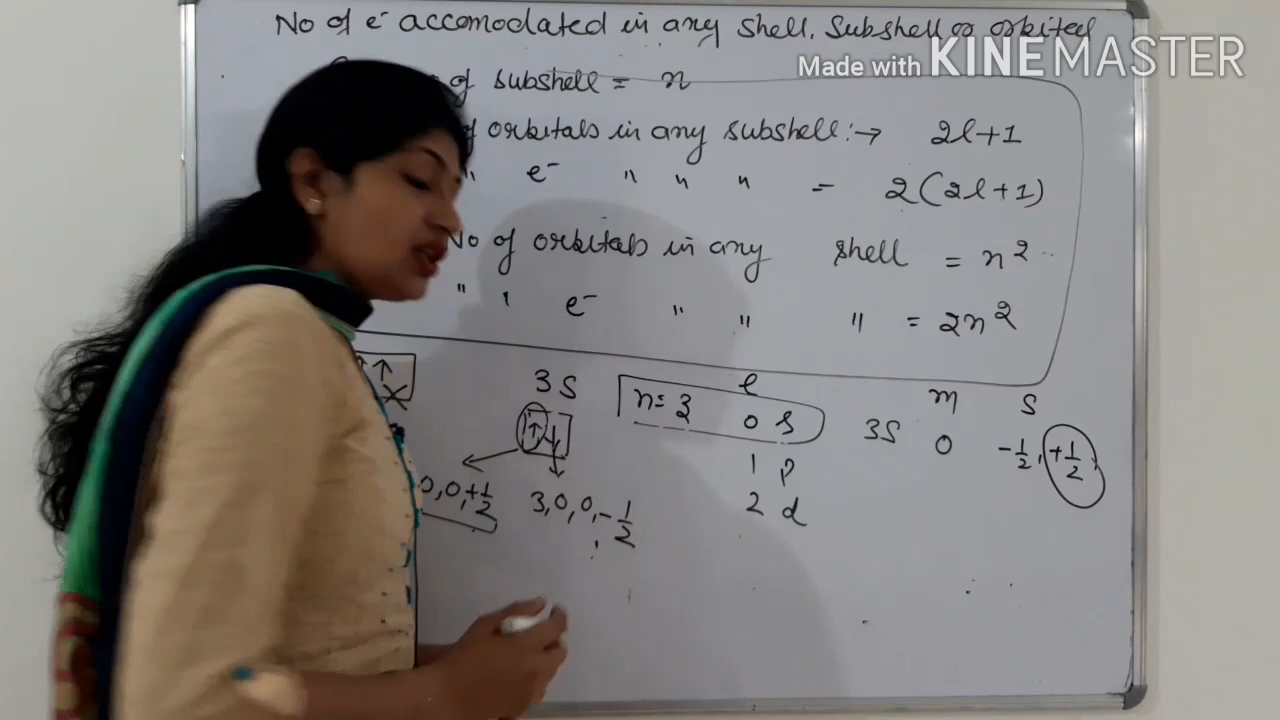 No of e⁻ accomodated in any shell, Subshell or orbital
Made with KINEMASTER
of subshell = n
of orbitals in any subshell :→ 2l+1
" e⁻ " " " = 2(2l+1)
No of orbitals in any shell = n²
" " e⁻ " " " = 2n²
↑ ↑ X
3S n=3 l m s
↑↓ 0 s 3S 0 -1/2, +1/2
1 p
0,0,+1/2 3,0,0,-1/2 2 d